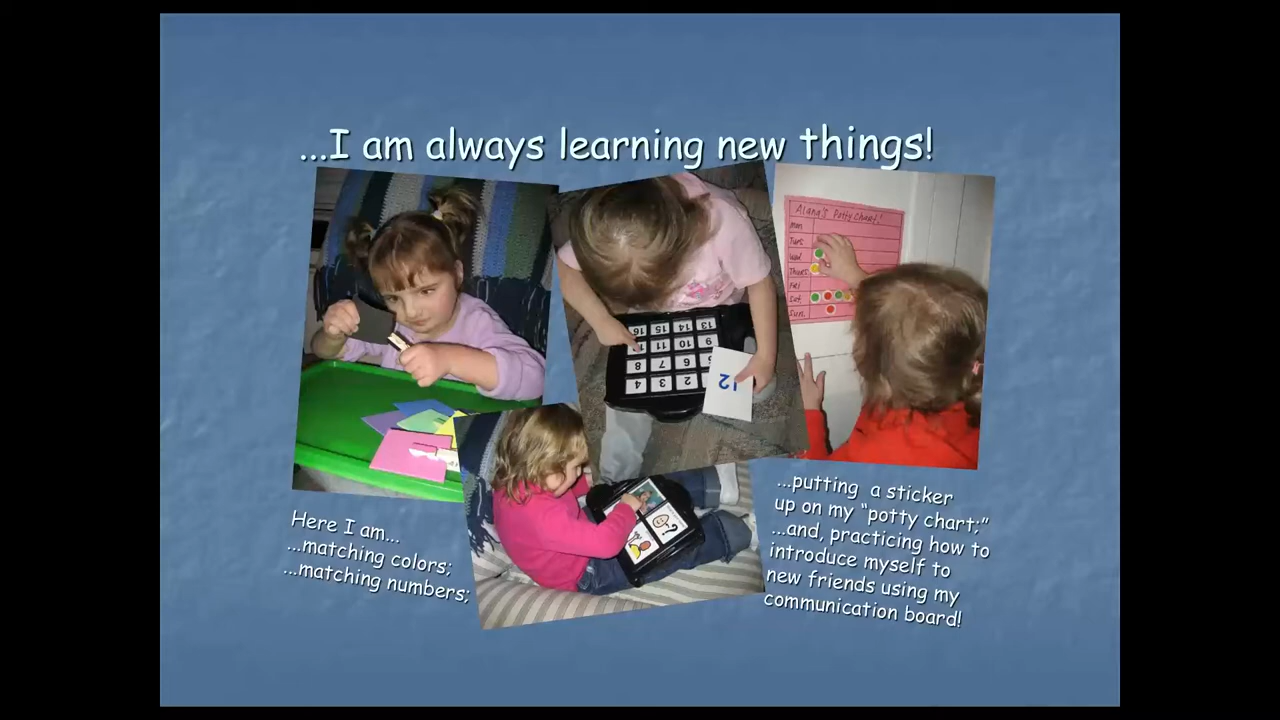 ...I am always learning new things!
Alana's Potty Chart!
Mon
Tues
Wed
Thurs
Fri
Sat.
Sun.
16 15 14 13
11 10 9
8 7 6
4 3 2
12
?
Here I am...
...matching colors;
...matching numbers;
...putting a sticker
up on my “potty chart;”
...and, practicing how to
introduce myself to
new friends using my
communication board!